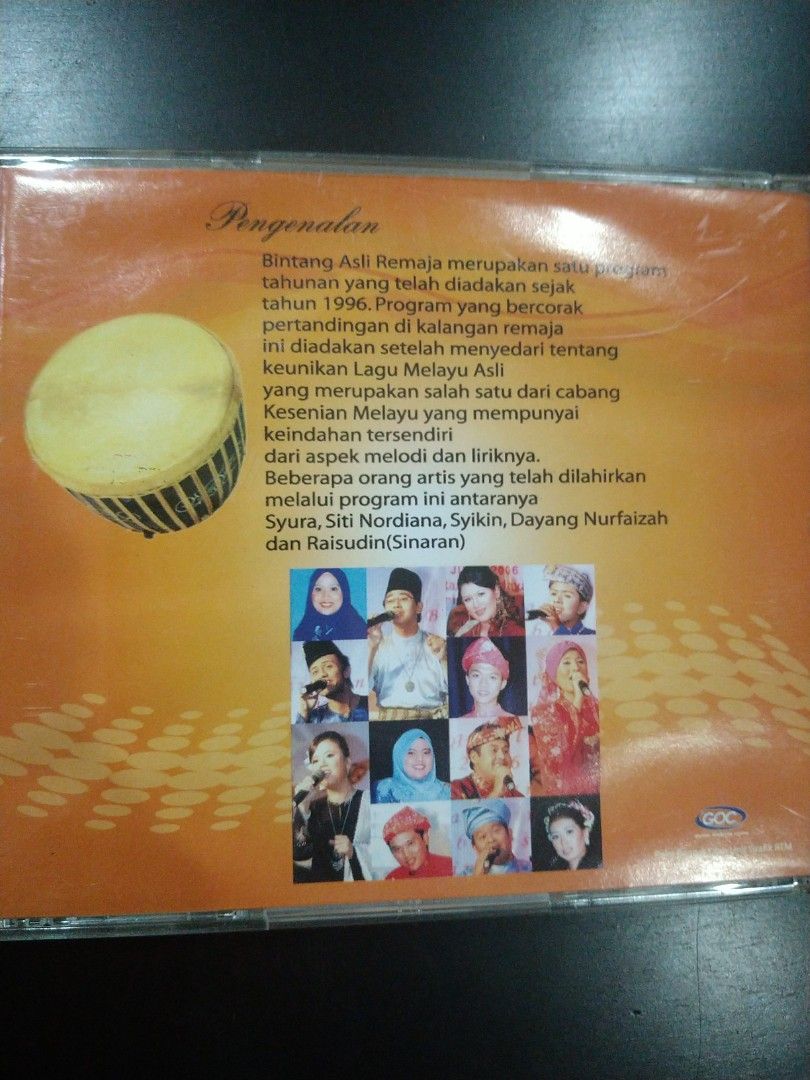 Pengenalan
Bintang Asli Remaja merupakan satu program
tahunan yang telah diadakan sejak
tahun 1996. Program yang bercorak
pertandingan di kalangan remaja
ini diadakan setelah menyedari tentang
keunikan Lagu Melayu Asli
yang merupakan salah satu dari cabang
Kesenian Melayu yang mempunyai
keindahan tersendiri
dari aspek melodi dan liriknya.
Beberapa orang artis yang telah dilahirkan
melalui program ini antaranya
Syura, Siti Nordiana, Syikin, Dayang Nurfaizah
dan Raisudin(Sinaran)
GOC